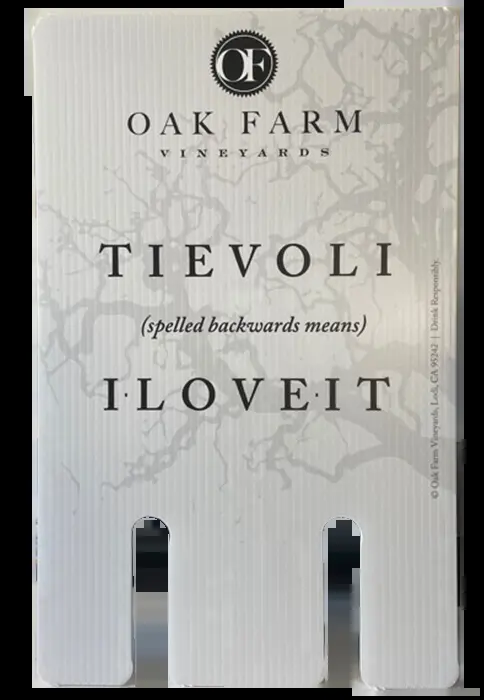 OF
OAK FARM
VINEYARDS
TIEVOLI
(spelled backwards means)
I·LOVE·IT
© Oak Farm Vineyards, Lodi, CA 95242 | Drink Responsibly.